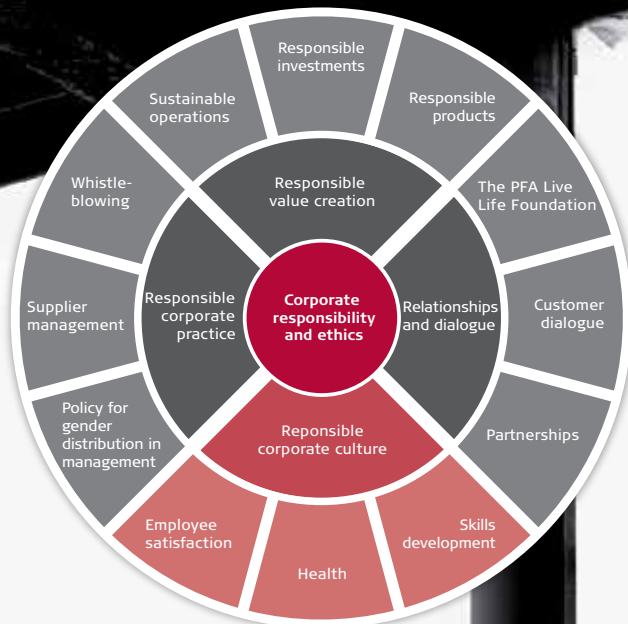 Responsible
investments
Responsible
products
The PFA Live
Life Foundation
Customer
dialogue
Partnerships
Skills
development
Health
Employee
satisfaction
Policy for
gender
distribution in
management
Supplier
management
Whistle-
blowing
Sustainable
operations
Responsible
value creation
Relationships
and dialogue
Reponsible
corporate culture
Responsible
corporate
practice
Corporate
responsibility
and ethics